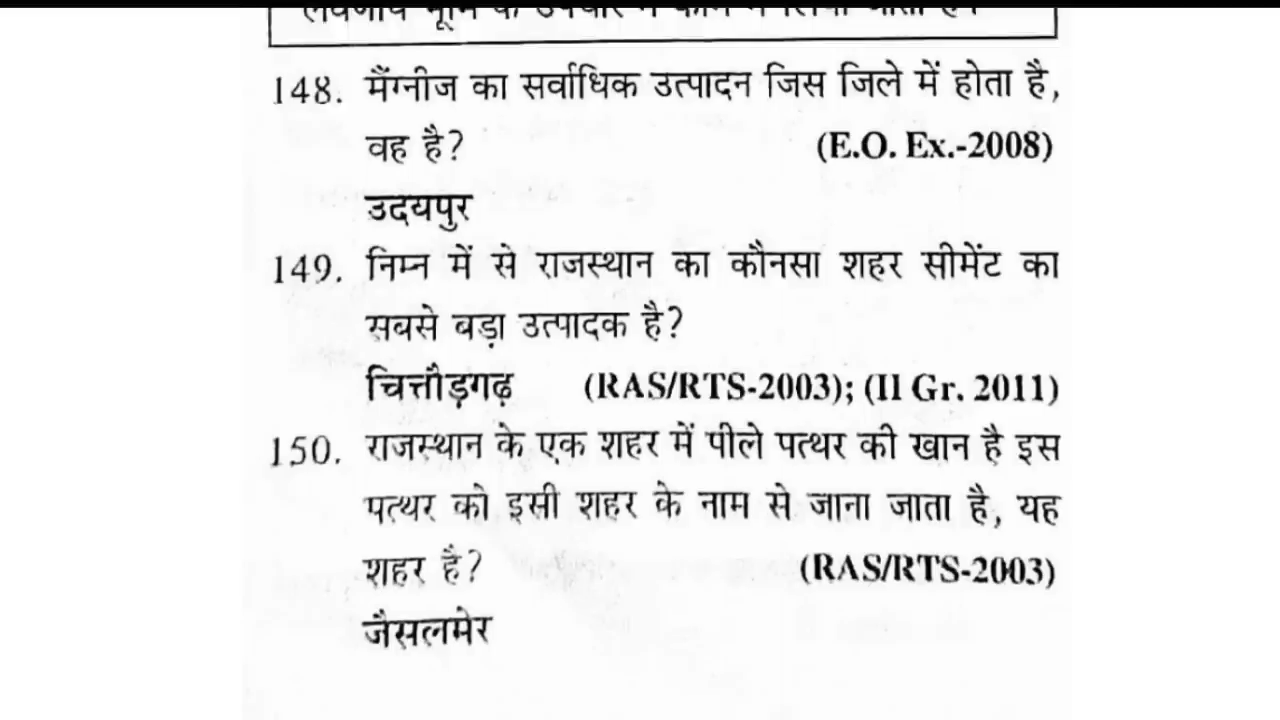 148. मैंग्नीज का सर्वाधिक उत्पादन जिस जिले में होता है,
वह है? (E.O. Ex.-2008)
उदयपुर
149. निम्न में से राजस्थान का कौनसा शहर सीमेंट का
सबसे बड़ा उत्पादक है?
चित्तौड़गढ़ (RAS/RTS-2003); (II Gr. 2011)
150. राजस्थान के एक शहर में पीले पत्थर की खान है इस
पत्थर को इसी शहर के नाम से जाना जाता है, यह
शहर है? (RAS/RTS-2003)
जैसलमेर